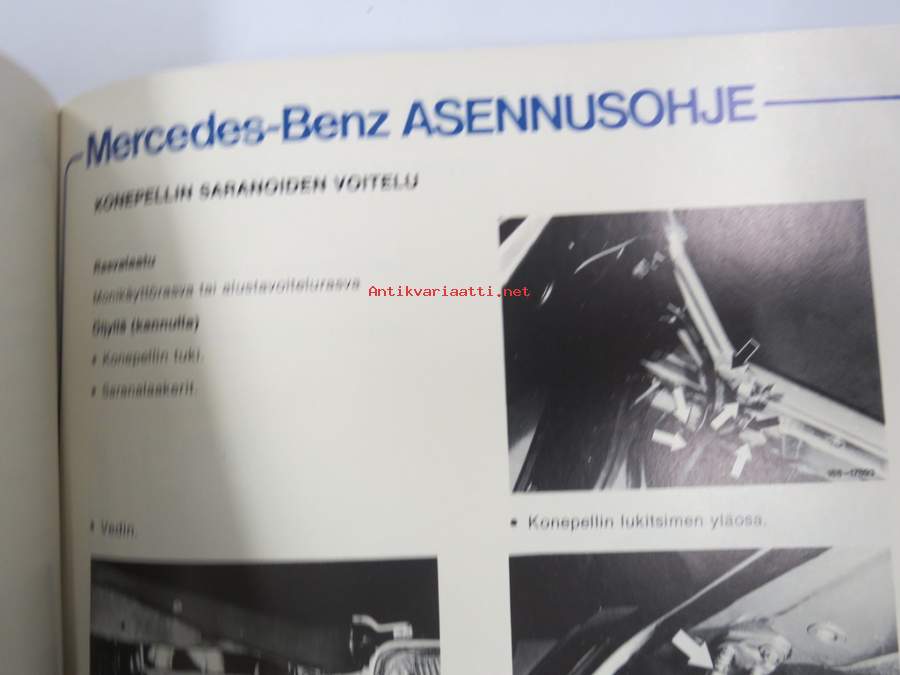 Mercedes-Benz ASENNUSOHJE
KONEPELLIN SARANOIDEN VOITELU
Rasvalaatu
Monikäyttörasva tai alustavoitelurasva
Antikvariaatti.net
Öljyllä (kannulla)
• Konepellin tuki.
• Saranalaakerit.
• Vedin.
• Konepellin lukitsimen yläosa.